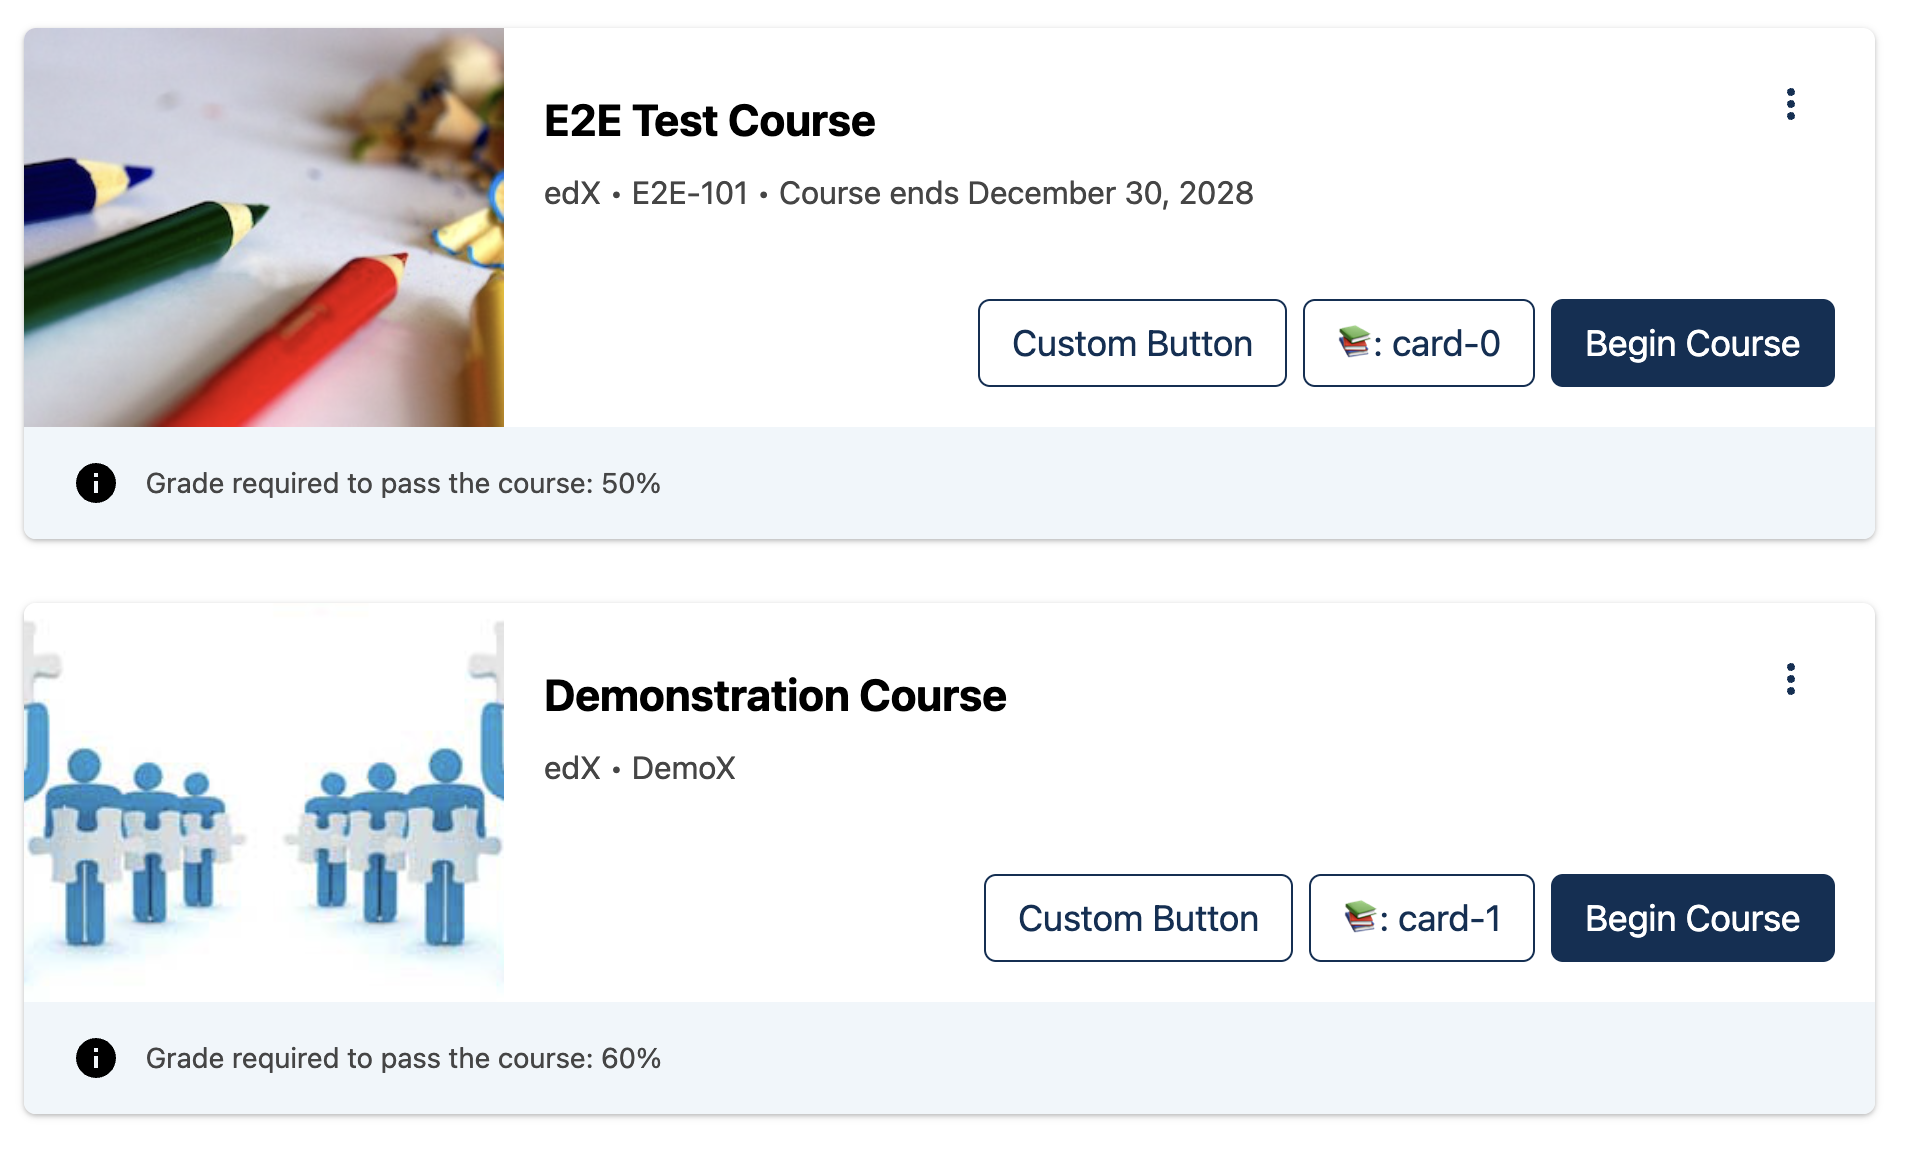 E2E Test Course
edX • E2E-101 • Course ends December 30, 2028
Custom Button
📚: card-0
Begin Course
Grade required to pass the course: 50%
Demonstration Course
edX • DemoX
Custom Button
📚: card-1
Begin Course
Grade required to pass the course: 60%